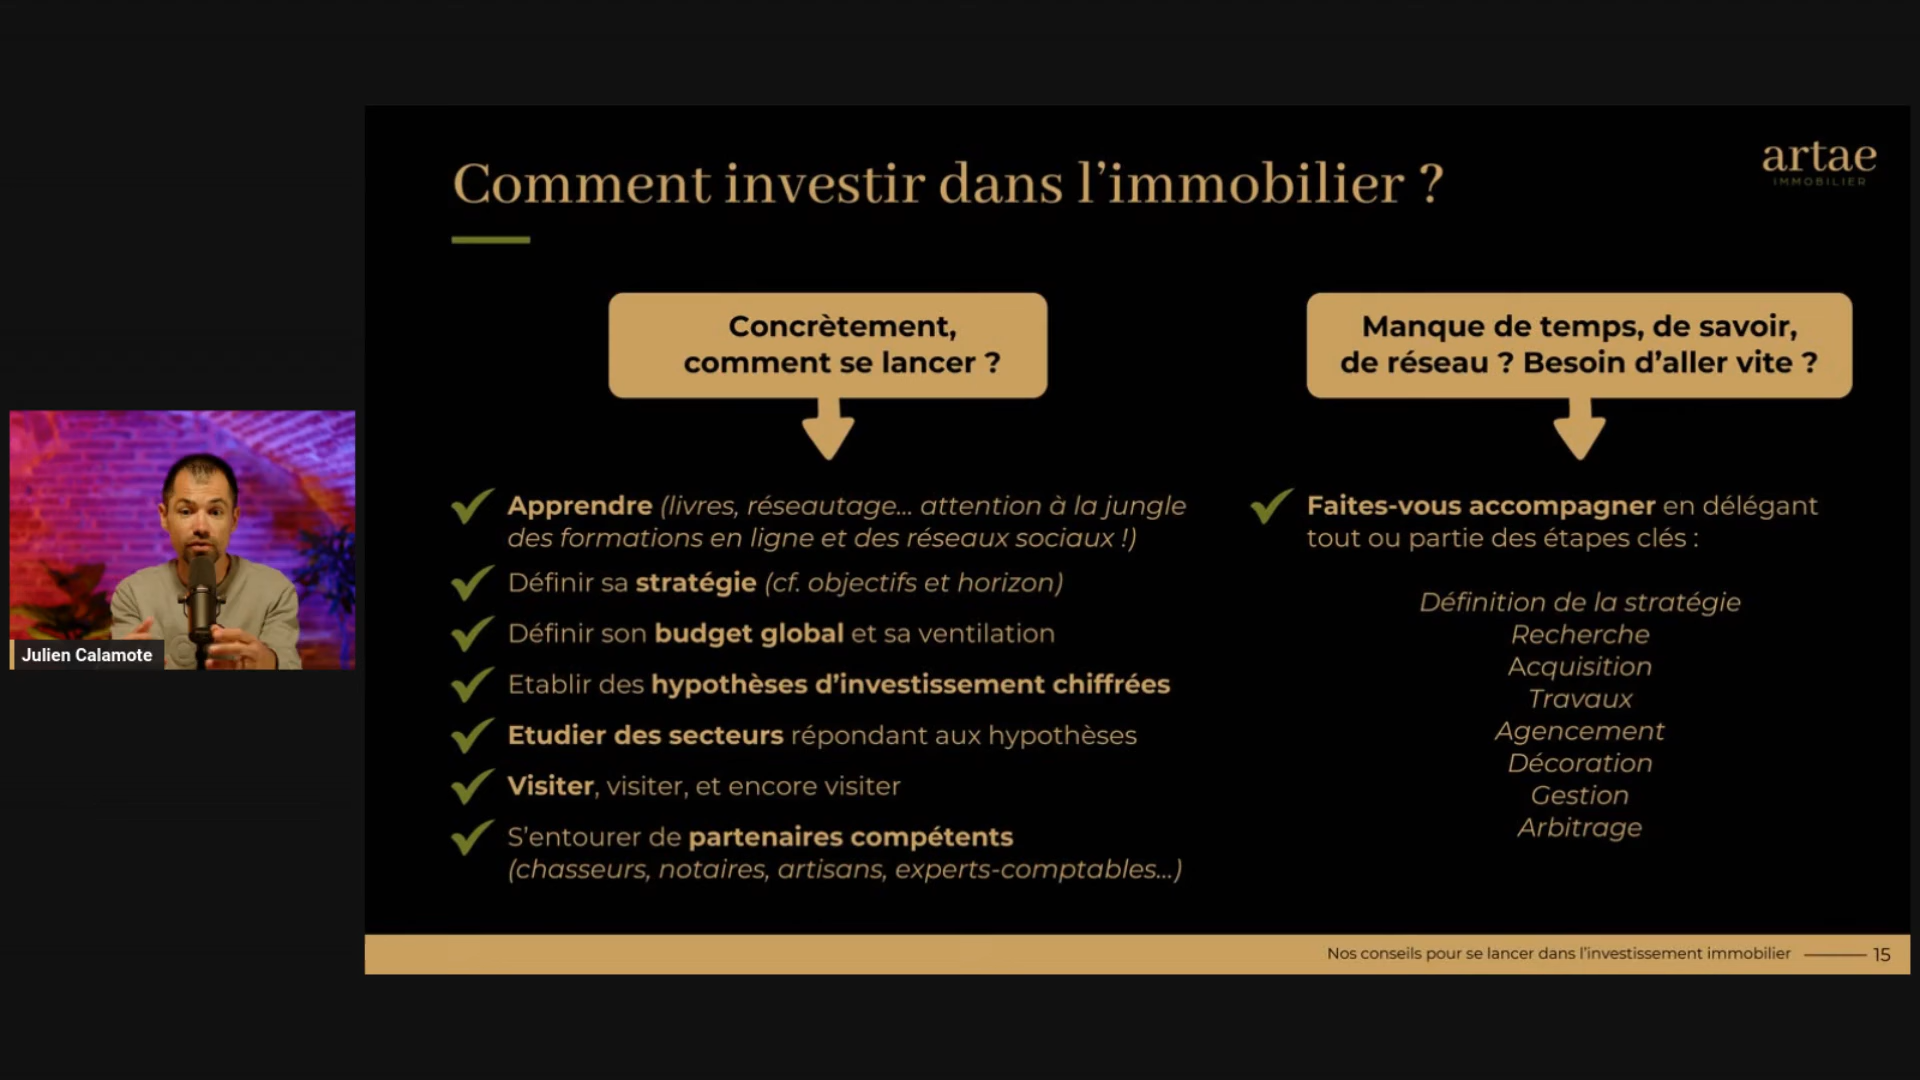 Comment investir dans l'immobilier ?
artae
IMMOBILIER
Concrètement,
comment se lancer ?
Apprendre (livres, réseautage... attention à la jungle
des formations en ligne et des réseaux sociaux !)
Définir sa stratégie (cf. objectifs et horizon)
Définir son budget global et sa ventilation
Etablir des hypothèses d'investissement chiffrées
Etudier des secteurs répondant aux hypothèses
Visiter, visiter, et encore visiter
S'entourer de partenaires compétents
(chasseurs, notaires, artisans, experts-comptables...)
Manque de temps, de savoir,
de réseau ? Besoin d'aller vite ?
Faites-vous accompagner en délégant
tout ou partie des étapes clés :
Définition de la stratégie
Recherche
Acquisition
Travaux
Agencement
Décoration
Gestion
Arbitrage
Julien Calamote
Nos conseils pour se lancer dans l'investissement immobilier
15